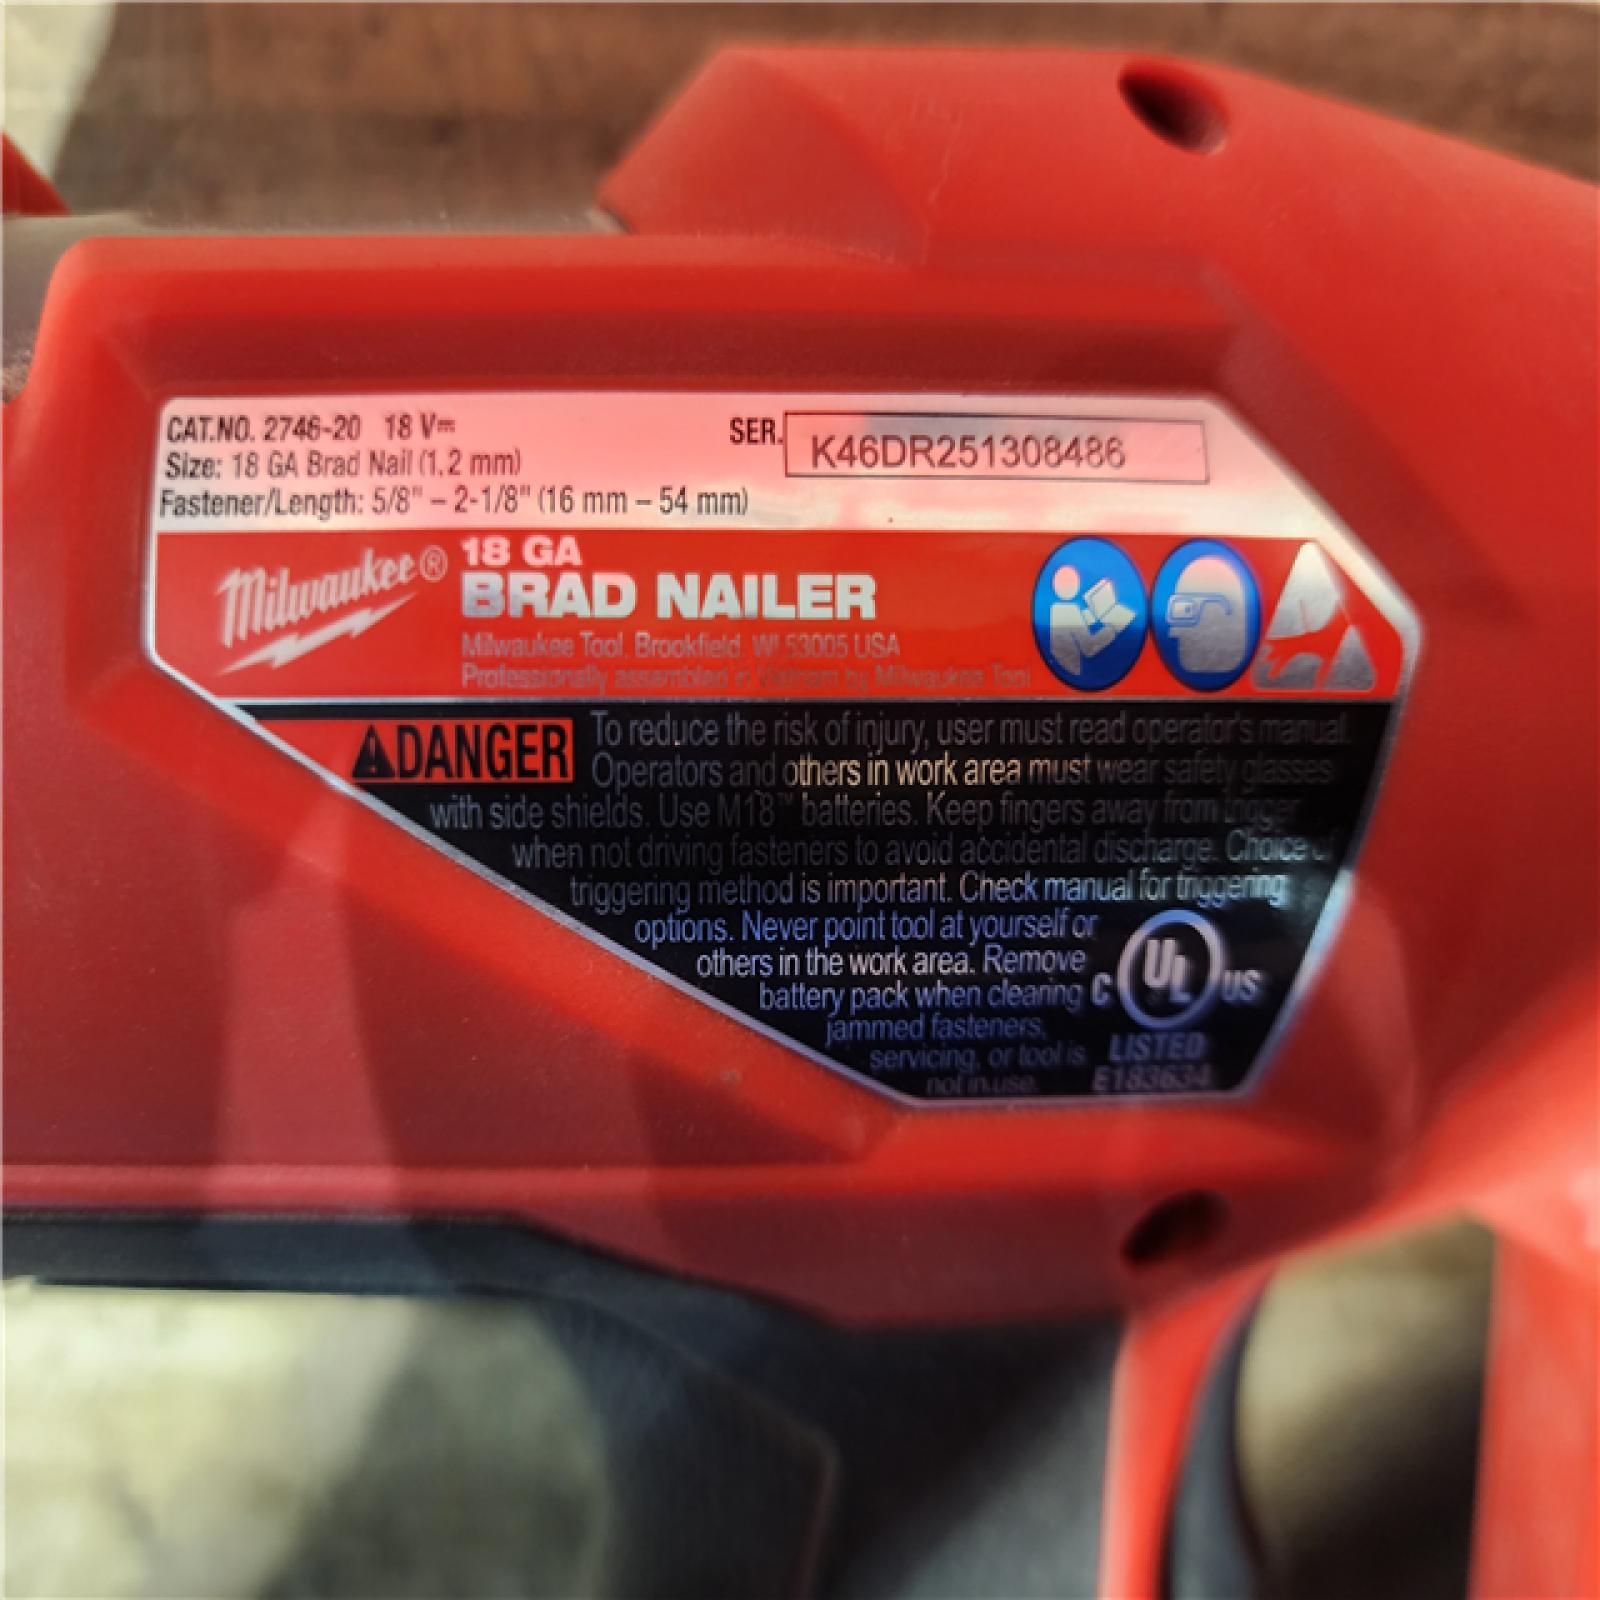 CAT.NO. 2746-20 18 V⎓
SER. K46DR251308486
Size: 18 GA Brad Nail (1.2 mm)
Fastener/Length: 5/8" – 2-1/8" (16 mm – 54 mm)
Milwaukee®
18 GA
BRAD NAILER
Milwaukee Tool, Brookfield, WI 53005 USA
Professionally assembled in Vietnam by Milwaukee Tool
DANGER
To reduce the risk of injury, user must read operator's manual.
Operators and others in work area must wear safety glasses
with side shields. Use M18™ batteries. Keep fingers away from trigger
when not driving fasteners to avoid accidental discharge. Choice of
triggering method is important. Check manual for triggering
options. Never point tool at yourself or
others in the work area. Remove
battery pack when clearing
jammed fasteners,
servicing, or tool is
not in use.
C UL US
LISTED
E183634